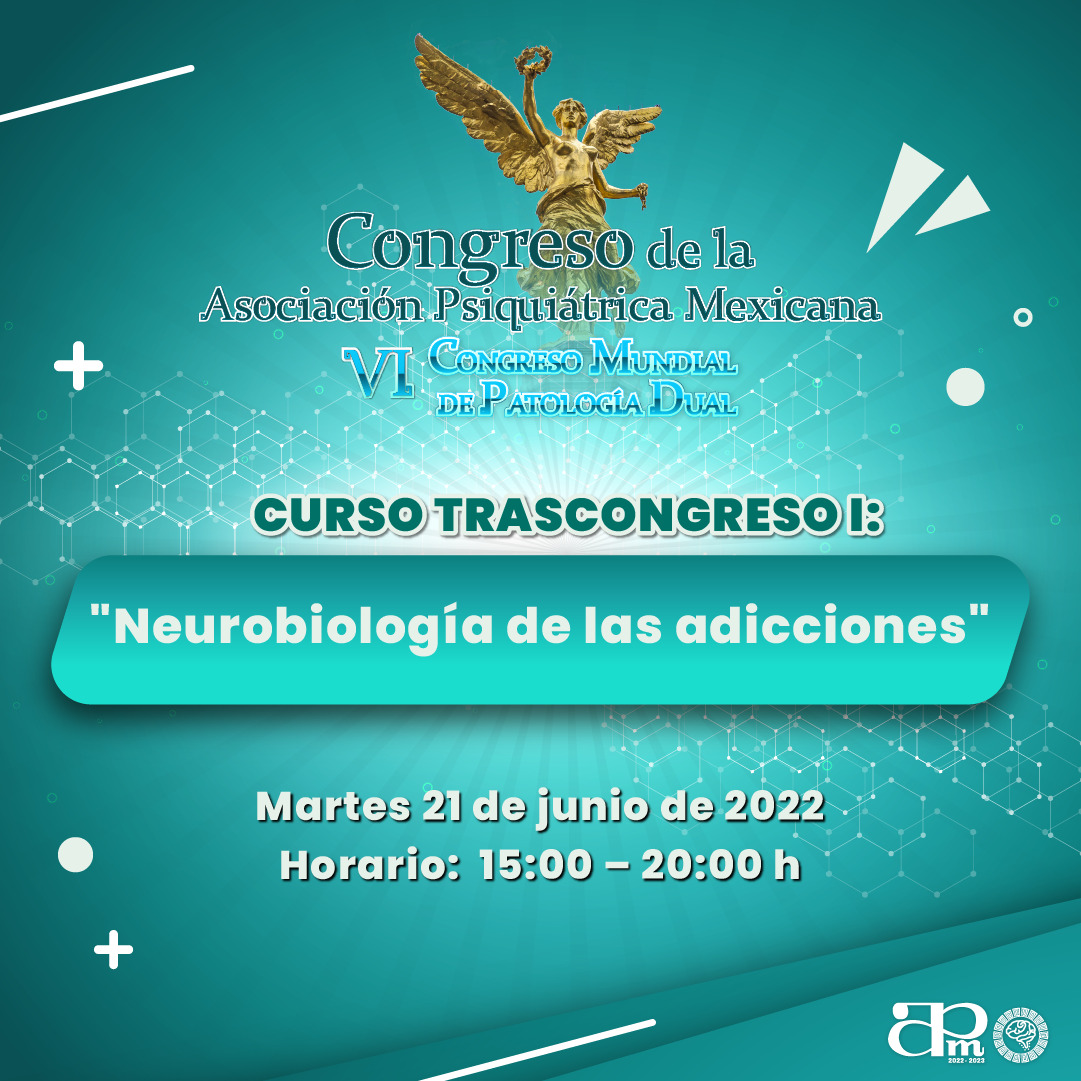 Congreso de la
Asociación Psiquiátrica Mexicana
VI Congreso Mundial
de Patología Dual
CURSO TRASCONGRESO I:
"Neurobiología de las adicciones"
Martes 21 de junio de 2022
Horario: 15:00 – 20:00 h
apm
2022-2023